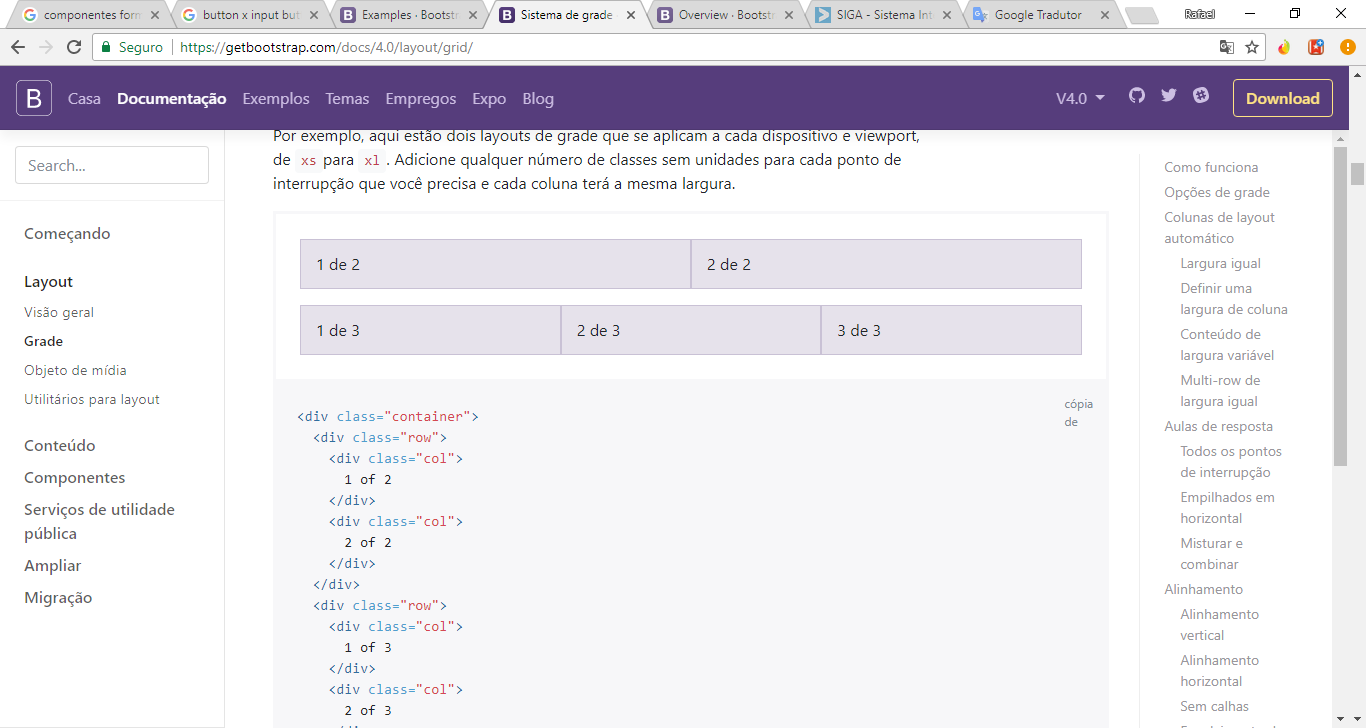 componentes form
button x input but
Examples · Bootstr
Sistema de grade
Overview · Bootstr
SIGA - Sistema Int
Google Tradutor
Rafael
Seguro
https://getbootstrap.com/docs/4.0/layout/grid/
B
Casa
Documentação
Exemplos
Temas
Empregos
Expo
Blog
V4.0
Download
Search...
Começando
Layout
Visão geral
Grade
Objeto de mídia
Utilitários para layout
Conteúdo
Componentes
Serviços de utilidade
pública
Ampliar
Migração
Por exemplo, aqui estão dois layouts de grade que se aplicam a cada dispositivo e viewport,
de xs para xl . Adicione qualquer número de classes sem unidades para cada ponto de
interrupção que você precisa e cada coluna terá a mesma largura.
1 de 2
2 de 2
1 de 3
2 de 3
3 de 3
cópia
de
<div class="container">
<div class="row">
<div class="col">
1 of 2
</div>
<div class="col">
2 of 2
</div>
</div>
<div class="row">
<div class="col">
1 of 3
</div>
<div class="col">
2 of 3
Como funciona
Opções de grade
Colunas de layout
automático
Largura igual
Definir uma
largura de coluna
Conteúdo de
largura variável
Multi-row de
largura igual
Aulas de resposta
Todos os pontos
de interrupção
Empilhados em
horizontal
Misturar e
combinar
Alinhamento
Alinhamento
vertical
Alinhamento
horizontal
Sem calhas